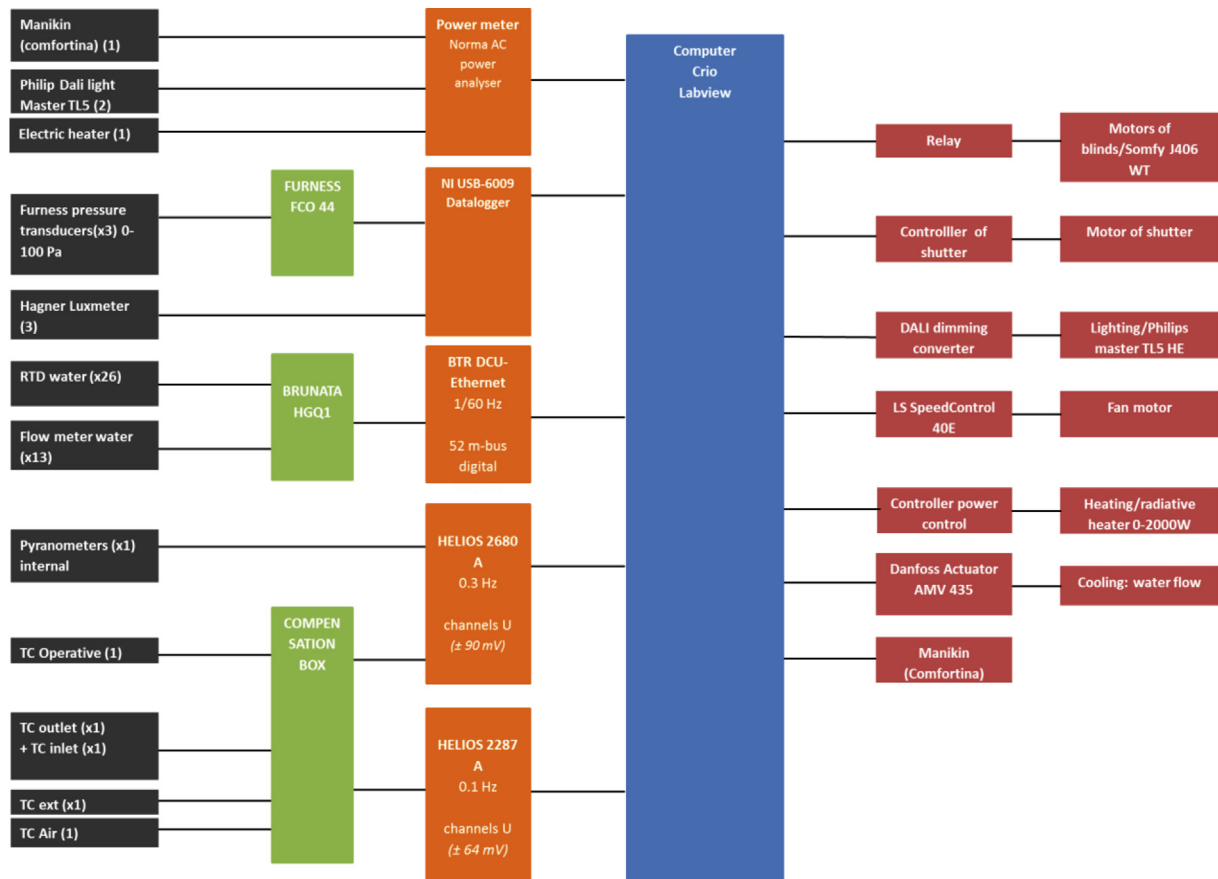 Manikin
(comfortina) (1)
Philip Dali light
Master TL5 (2)
Electric heater (1)
Furness pressure
transducers(x3) 0-
100 Pa
Hagner Luxmeter
(3)
RTD water (x26)
Flow meter water
(x13)
Pyranometers (x1)
internal
TC Operative (1)
TC outlet (x1)
+ TC inlet (x1)
TC ext (x1)
TC Air (1)
FURNESS
FCO 44
BRUNATA
HGQ1
COMPEN
SATION
BOX
Power meter
Norma AC
power
analyser
NI USB-6009
Datalogger
BTR DCU-
Ethernet
1/60 Hz
52 m-bus
digital
HELIOS 2680
A
0.3 Hz
channels U
(± 90 mV)
HELIOS 2287
A
0.1 Hz
channels U
(± 64 mV)
Computer
Crio
Labview
Relay
Motors of
blinds/Somfy J406
WT
Controlller of
shutter
Motor of shutter
DALI dimming
converter
Lighting/Philips
master TL5 HE
LS SpeedControl
40E
Fan motor
Controller power
control
Heating/radiative
heater 0-2000W
Danfoss Actuator
AMV 435
Cooling: water flow
Manikin
(Comfortina)